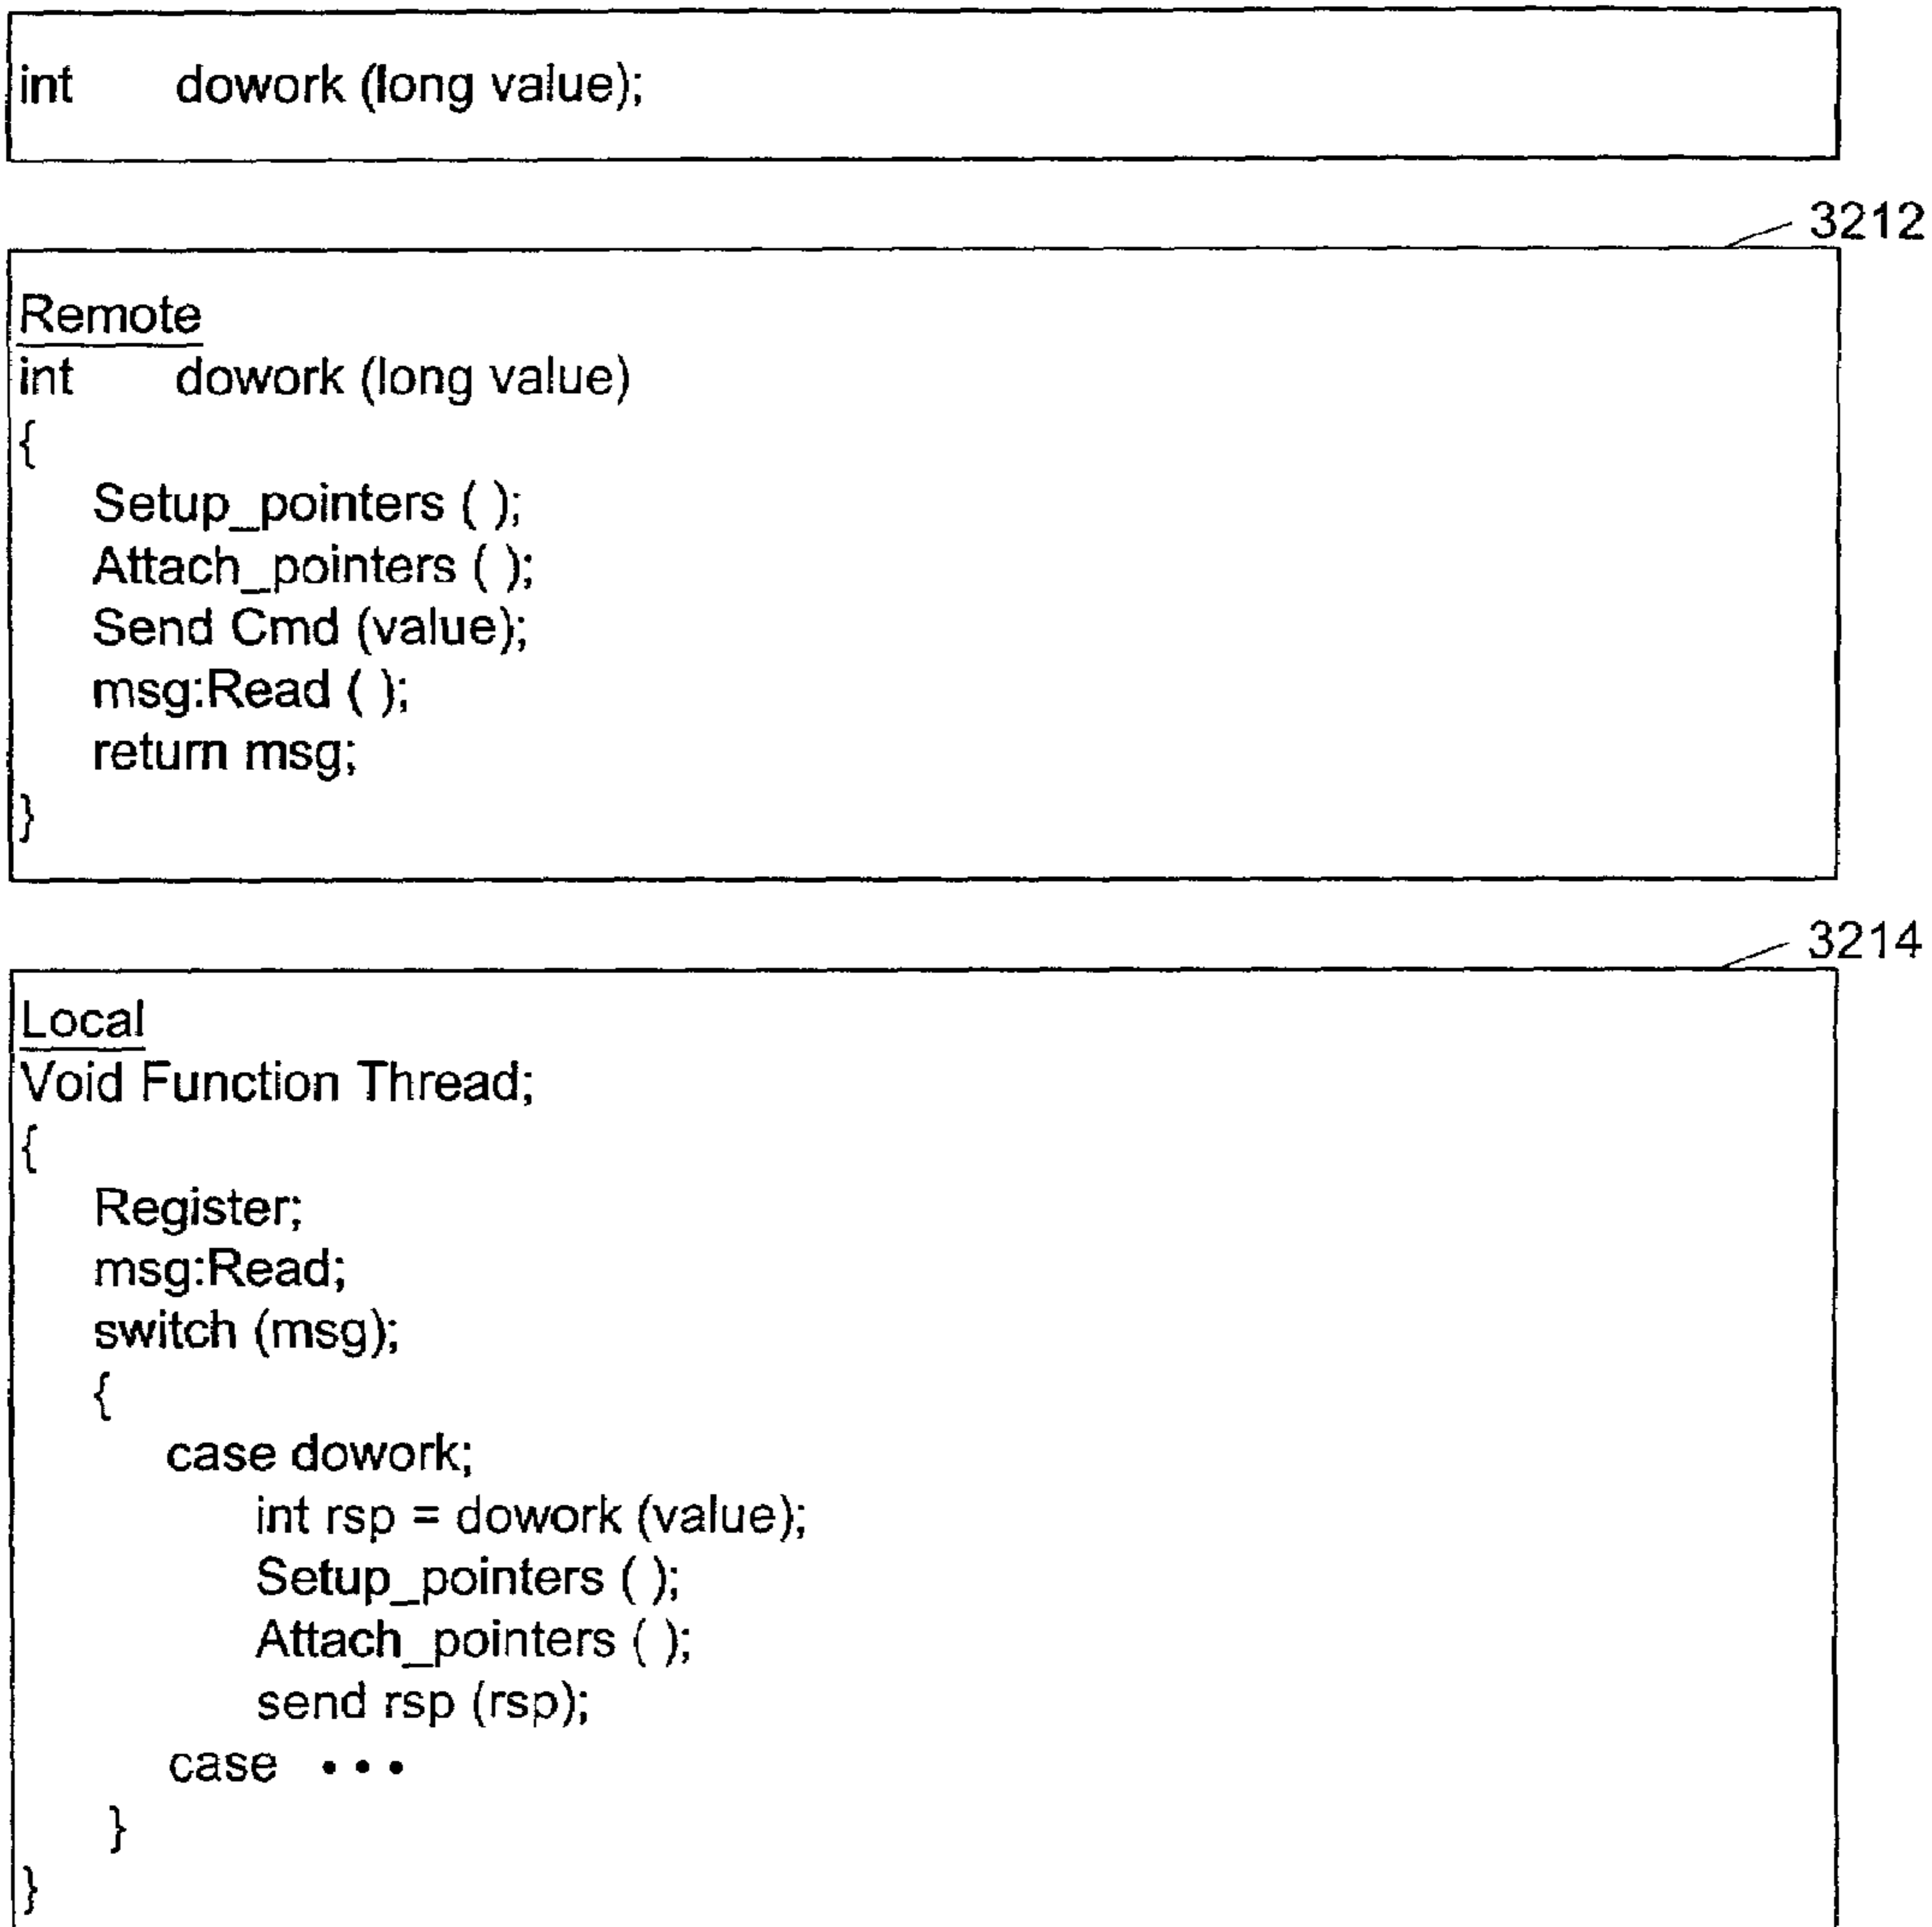 int dowork (long value);
3212
Remote
int dowork (long value)
{
Setup_pointers ( );
Attach_pointers ( );
Send Cmd (value);
msg:Read ( );
return msg;
}
3214
Local
Void Function Thread;
{
Register;
msg:Read;
switch (msg);
{
case dowork;
int rsp = dowork (value);
Setup_pointers ( );
Attach_pointers ( );
send rsp (rsp);
case • • •
}
}